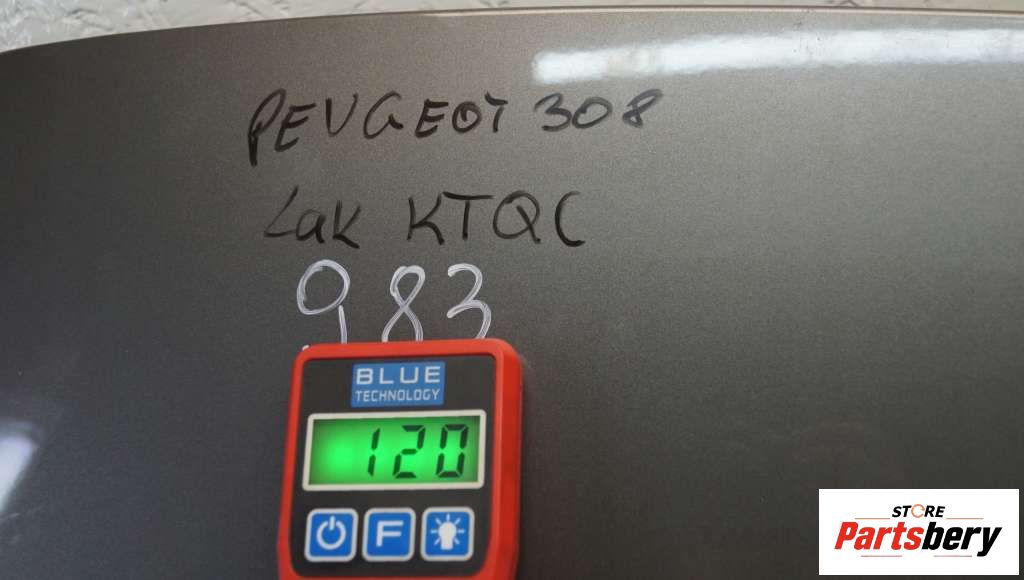 PEUGEOT 308
Lak KTQC
983
BLUE
TECHNOLOGY
120
F
STORE
Partsbery